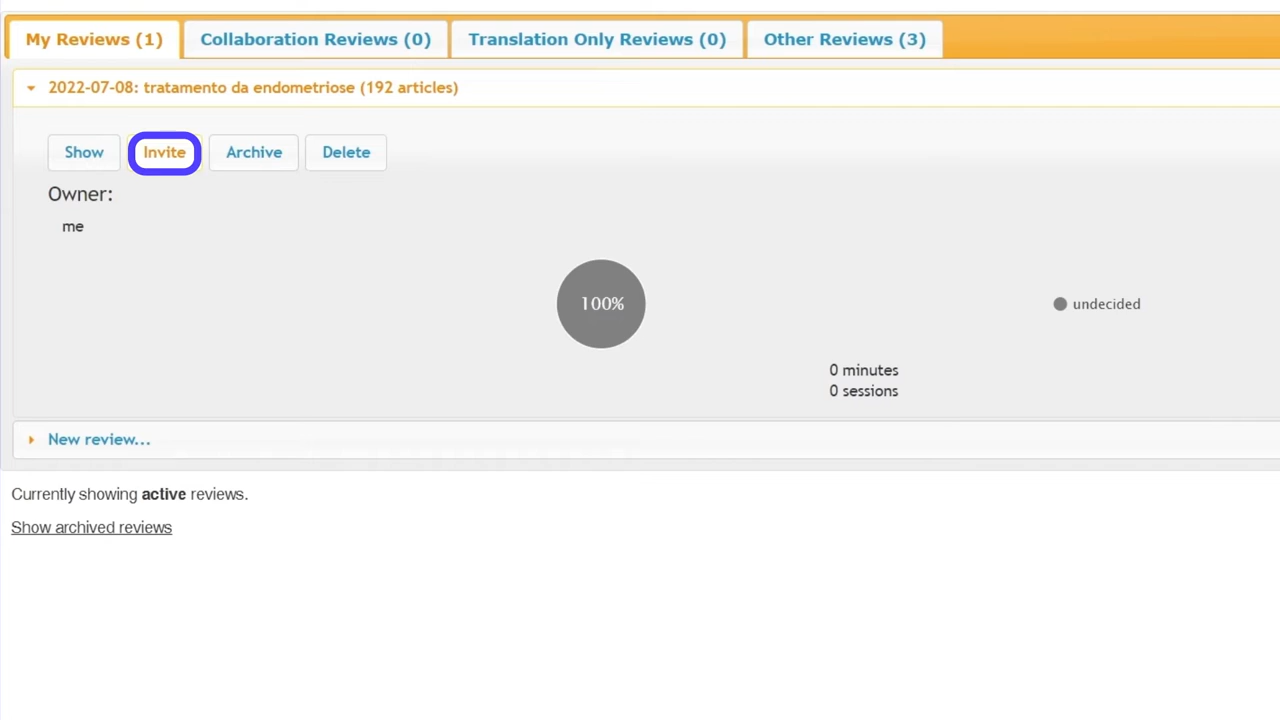 My Reviews (1) Collaboration Reviews (0) Translation Only Reviews (0) Other Reviews (3)
2022-07-08: tratamento da endometriose (192 articles)
Show Invite Archive Delete
Owner:
me
100% undecided
0 minutes
0 sessions
New review...
Currently showing active reviews.
Show archived reviews